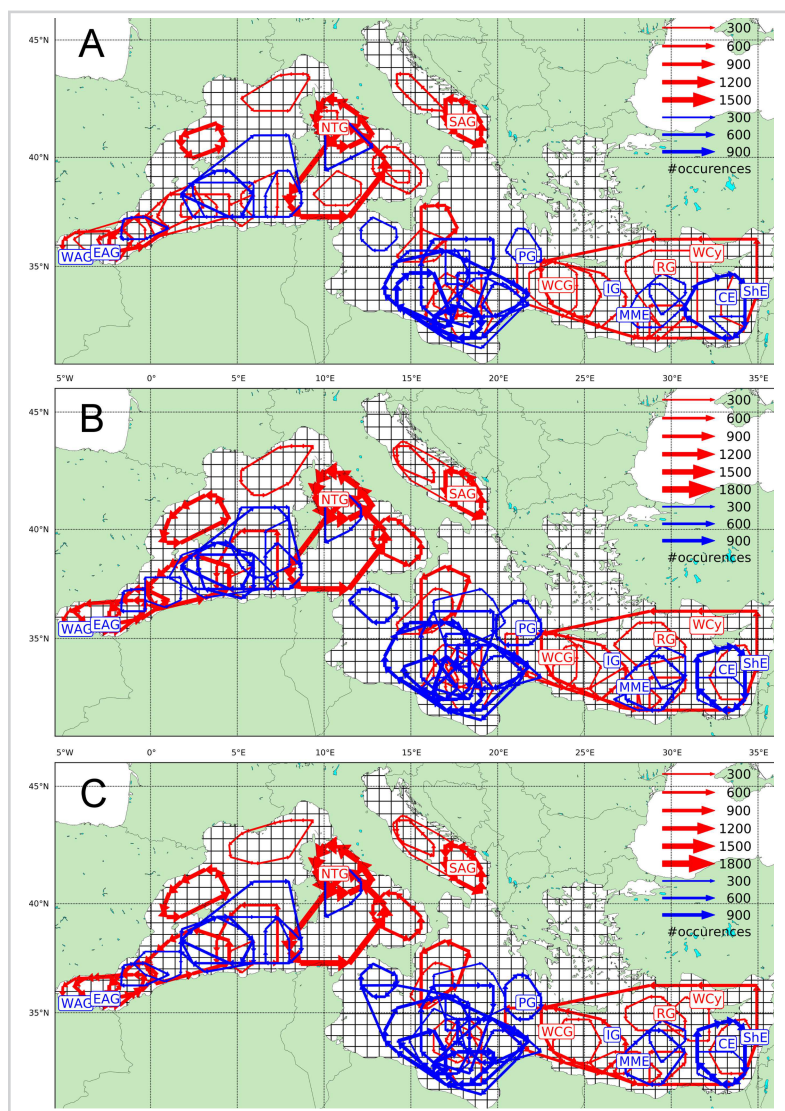 A
300
600
900
1200
1500
300
600
900
#occurences
45°N
40°N
35°N
NTG
SAG
WAG
EAG
PG
WCG
IG
RG
WCy
MME
CE
ShE
5°W 0° 5°E 10°E 15°E 20°E 25°E 30°E 35°E
B
300
600
900
1200
1500
1800
300
600
900
#occurences
45°N
40°N
35°N
NTG
SAG
WAG
EAG
PG
WCG
IG
RG
WCy
MME
CE
ShE
5°W 0° 5°E 10°E 15°E 20°E 25°E 30°E 35°E
C
300
600
900
1200
1500
1800
300
600
900
#occurences
45°N
40°N
35°N
NTG
SAG
WAG
EAG
PG
WCG
IG
RG
WCy
MME
CE
ShE